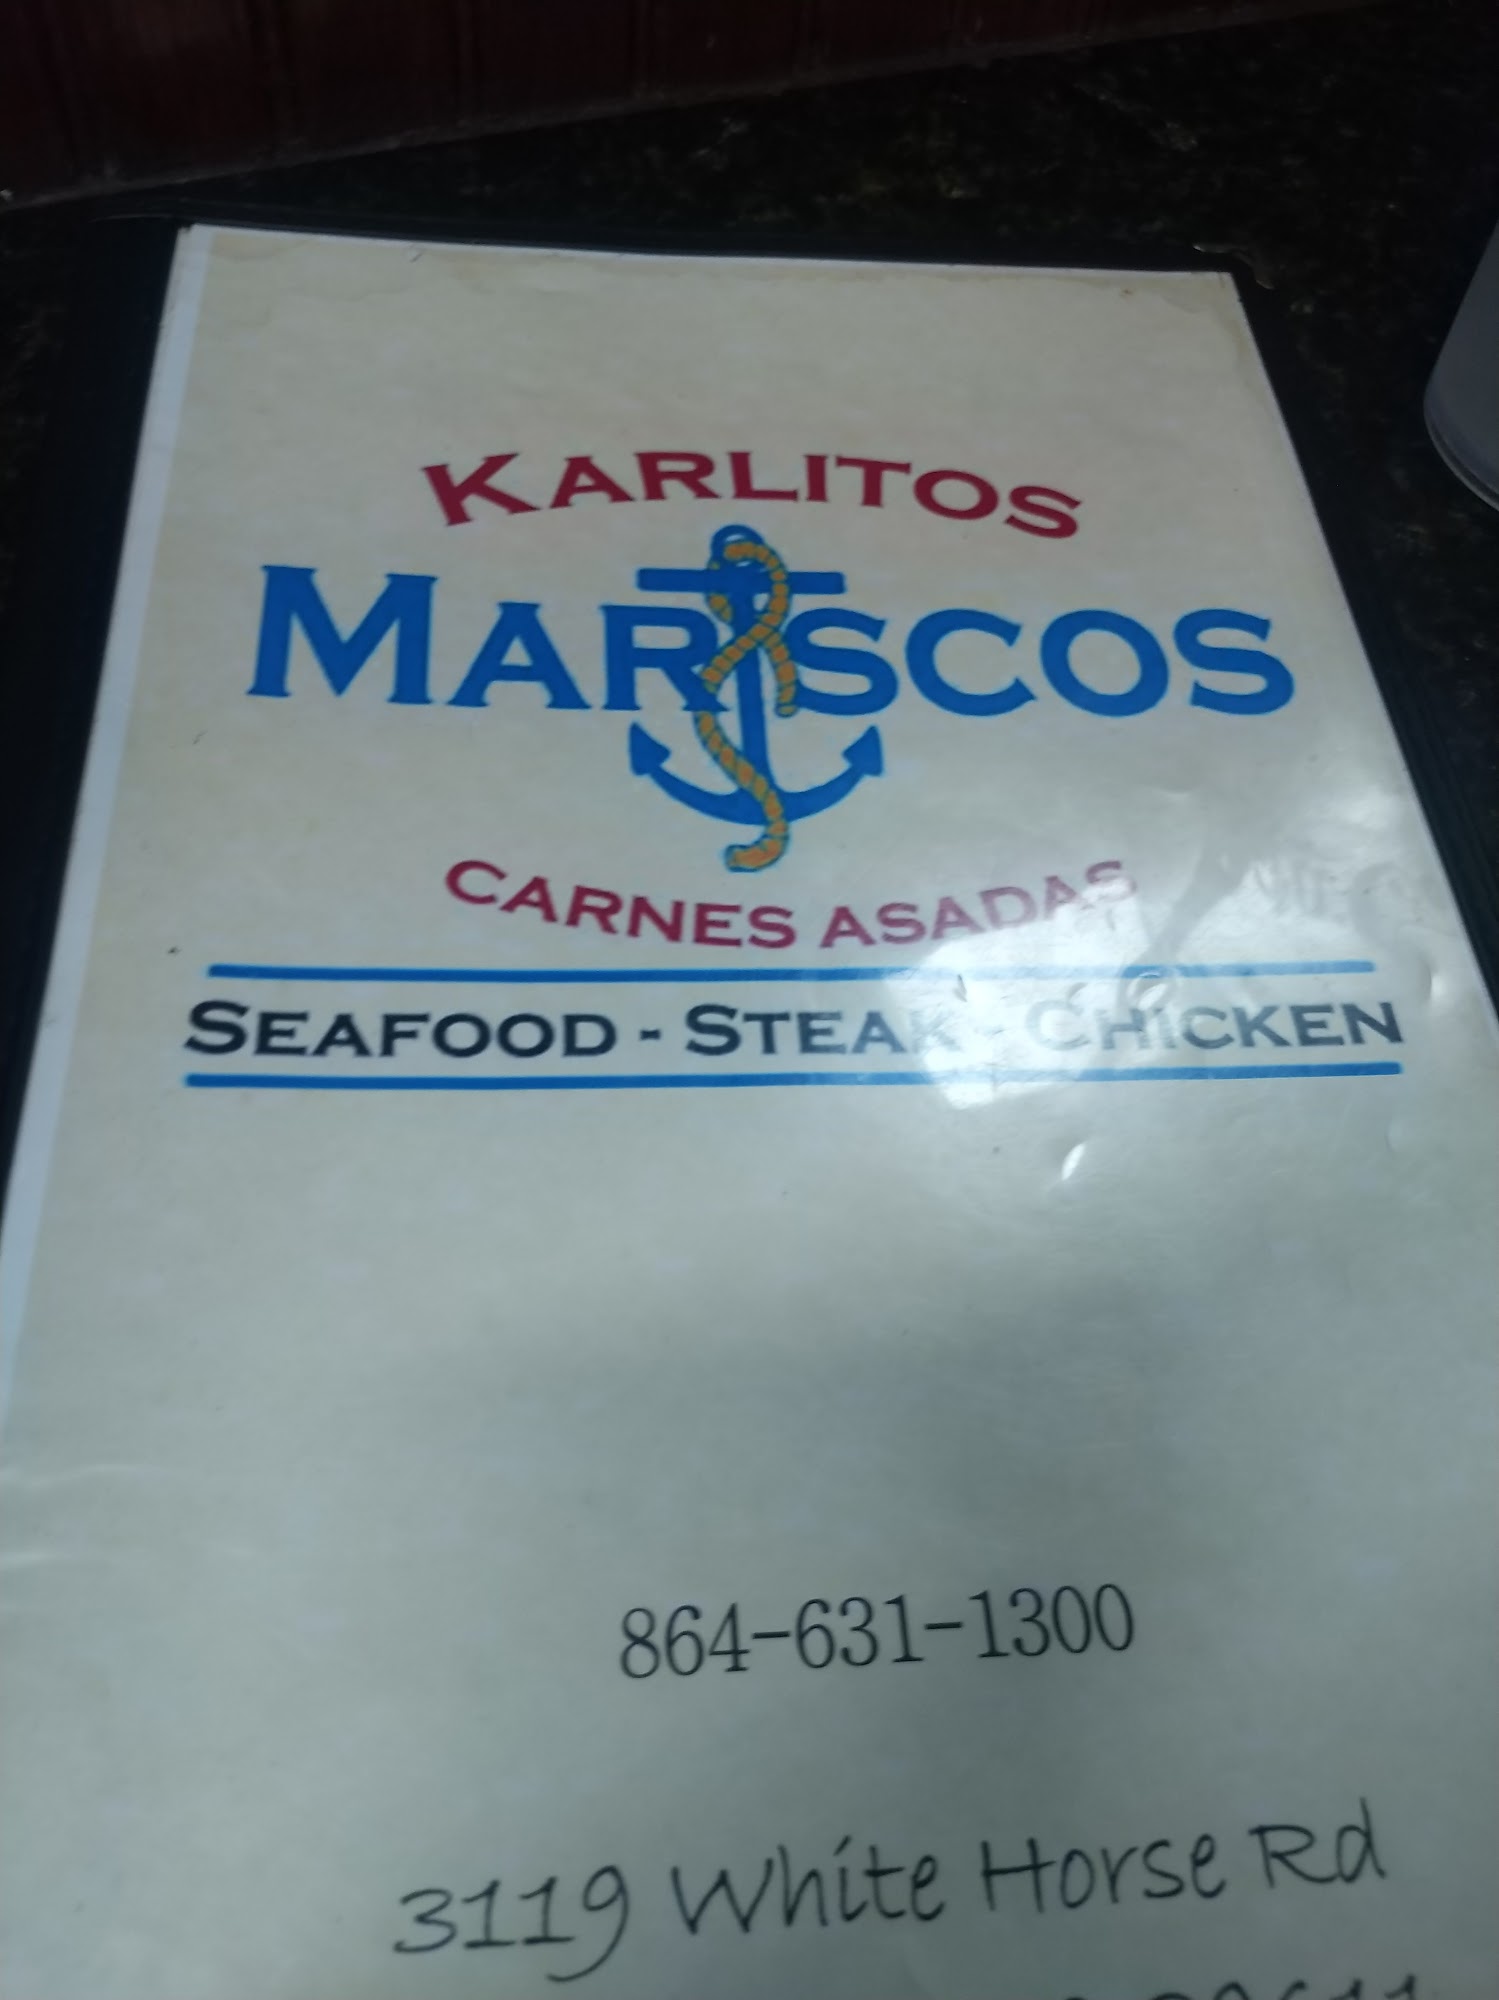 KARLITOS
MARISCOS
CARNES ASADAS
SEAFOOD - STEAK - CHICKEN
864-631-1300
3119 White Horse Rd